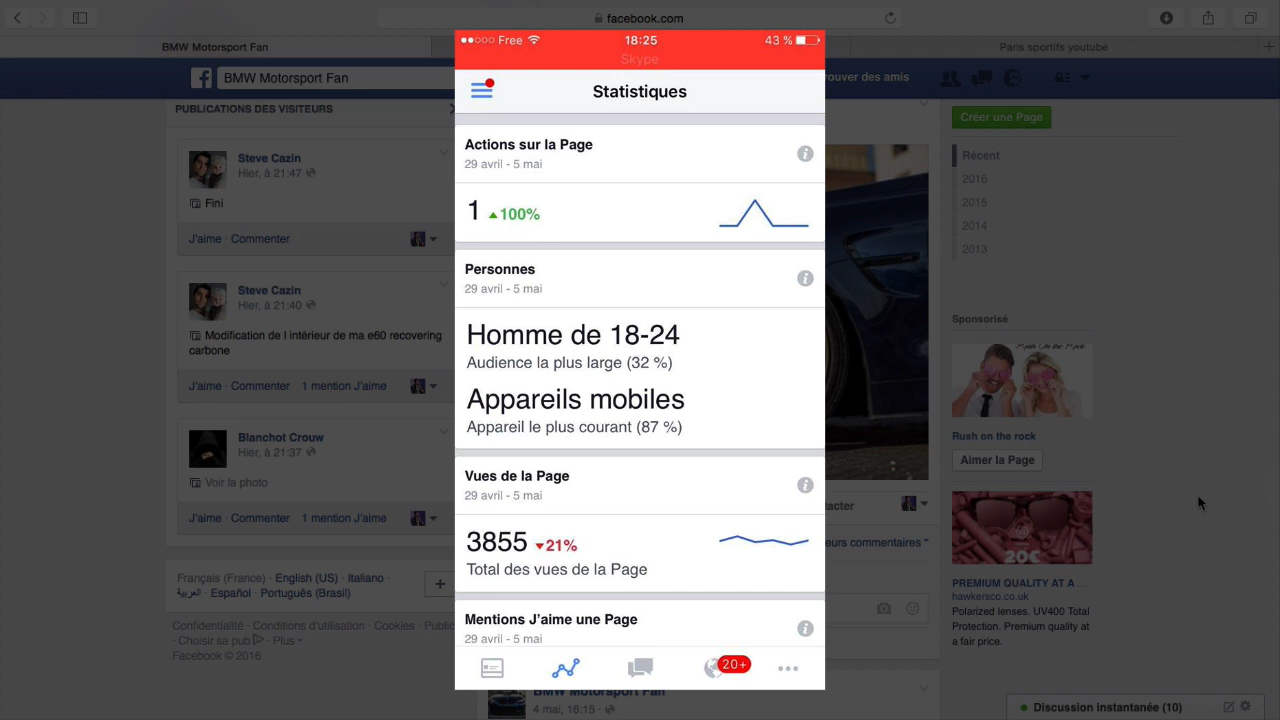 facebook.com
BMW Motorsport Fan
Paris sportifs youtube
BMW Motorsport Fan
rouver des amis
PUBLICATIONS DES VISITEURS
Steve Cazin
Hier, à 21:47
Fini
J'aime · Commenter
Steve Cazin
Hier, à 21:40
Modification de l intérieur de ma e60 recovering
carbone
J'aime · Commenter 1 mention J'aime
Blanchot Crouw
Hier, à 21:37
Voir la photo
J'aime · Commenter 1 mention J'aime
Français (France) · English (US) · Italiano ·
العربية · Español · Português (Brasil)
Confidentialité · Conditions d'utilisation · Cookies · Public
· Choisir sa pub · Plus
Facebook © 2016
Free 18:25 43 %
Skype
Statistiques
Actions sur la Page
29 avril - 5 mai
1 100%
Personnes
29 avril - 5 mai
Homme de 18-24
Audience la plus large (32 %)
Appareils mobiles
Appareil le plus courant (87 %)
Vues de la Page
29 avril - 5 mai
3855 21%
Total des vues de la Page
Mentions J'aime une Page
29 avril - 5 mai
20+
BMW Motorsport Fan
4 mai, 16:15 ·
tacter
eurs commentaires
Créer une Page
Récent
2016
2015
2014
2013
Sponsorisé
Rush on the rock
Aimer la Page
20€
PREMIUM QUALITY AT A ...
hawkersco.co.uk
Polarized lenses. UV400 Total
Protection. Premium quality at
a fair price.
Discussion instantanée (10)